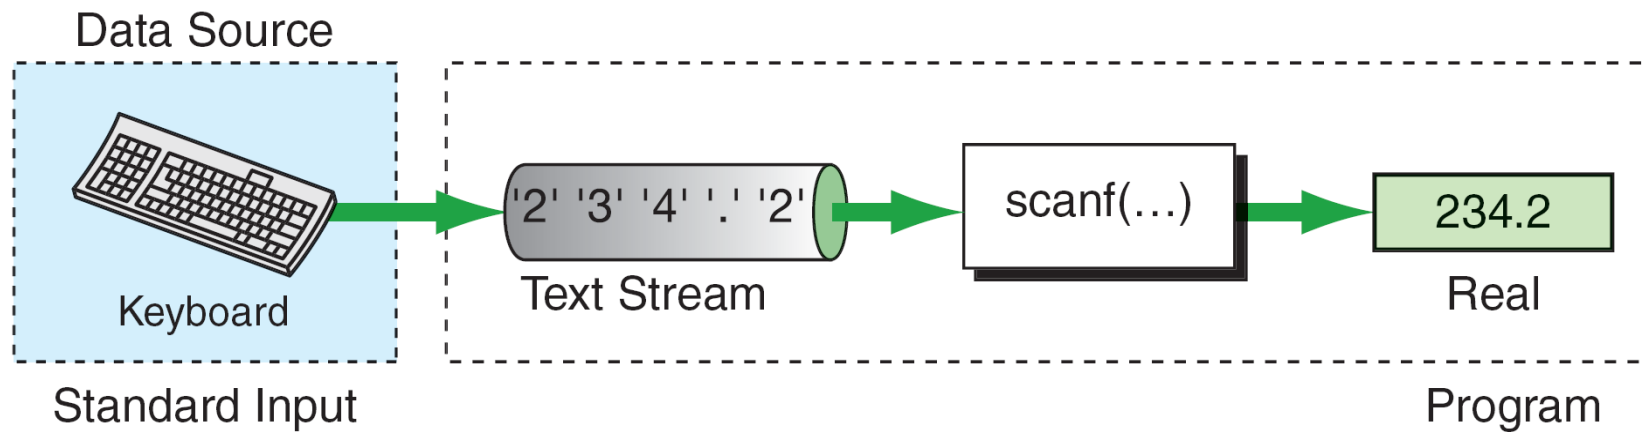 Data Source
Keyboard
Standard Input
'2' '3' '4' '.' '2'
Text Stream
scanf(...)
234.2
Real
Program